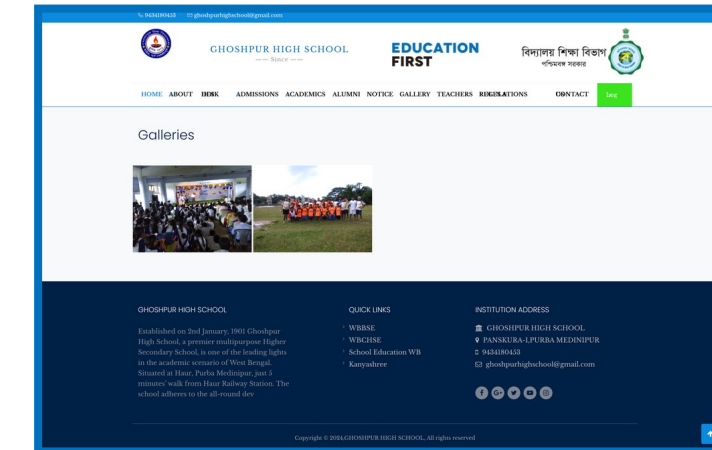 9434180453 ghoshpurhighschool@gmail.com
GHOSHPUR HIGH SCHOOL
—— Since ——
EDUCATION
FIRST
বিদ্যালয় শিক্ষা বিভাগ
পশ্চিমবঙ্গ সরকার
HOME ABOUT DESK ADMISSIONS ACADEMICS ALUMNI NOTICE GALLERY TEACHERS CONTACT
Galleries
GHOSHPUR HIGH SCHOOL
Established on 2nd January, 1901 Ghoshpur
High School, a premier multipurpose Higher
Secondary School, is one of the leading lights
in the academic scenario of West Bengal.
Situated at Haur, Purba Medinipur, just 5
minutes' walk from Haur Railway Station. The
school adheres to the all-round dev
QUICK LINKS
WBBSE
WBCHSE
School Education WB
Kanyashree
INSTITUTION ADDRESS
GHOSHPUR HIGH SCHOOL
PANSKURA-I,PURBA MEDINIPUR
9434180453
ghoshpurhighschool@gmail.com
Copyright © 2024,GHOSHPUR HIGH SCHOOL, All rights reserved